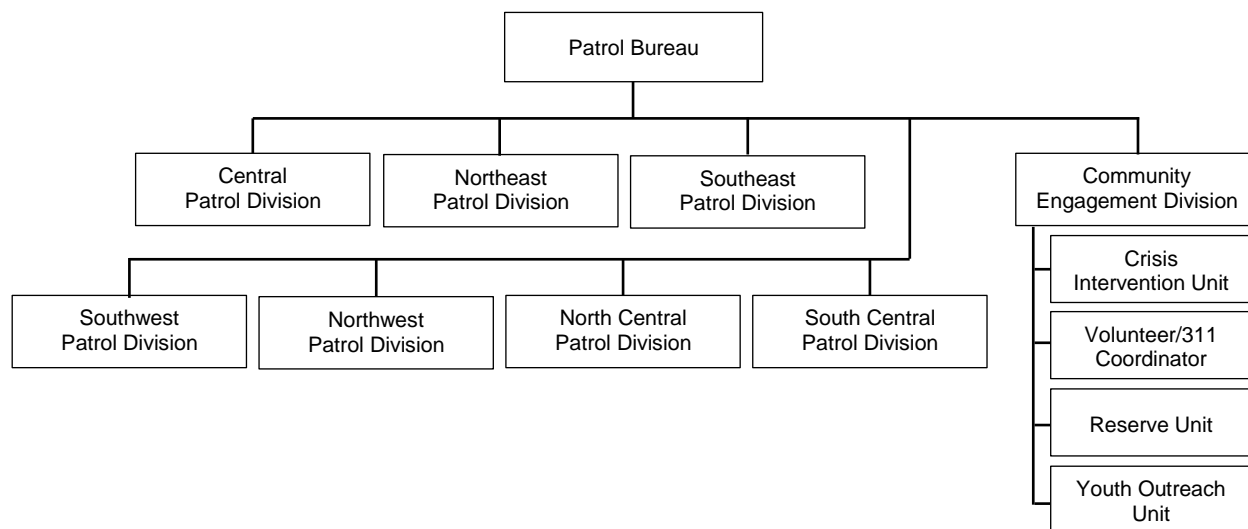 Patrol Bureau
Central
Patrol Division
Northeast
Patrol Division
Southeast
Patrol Division
Community
Engagement Division
Crisis
Intervention Unit
Southwest
Patrol Division
Northwest
Patrol Division
North Central
Patrol Division
South Central
Patrol Division
Volunteer/311
Coordinator
Reserve Unit
Youth Outreach
Unit